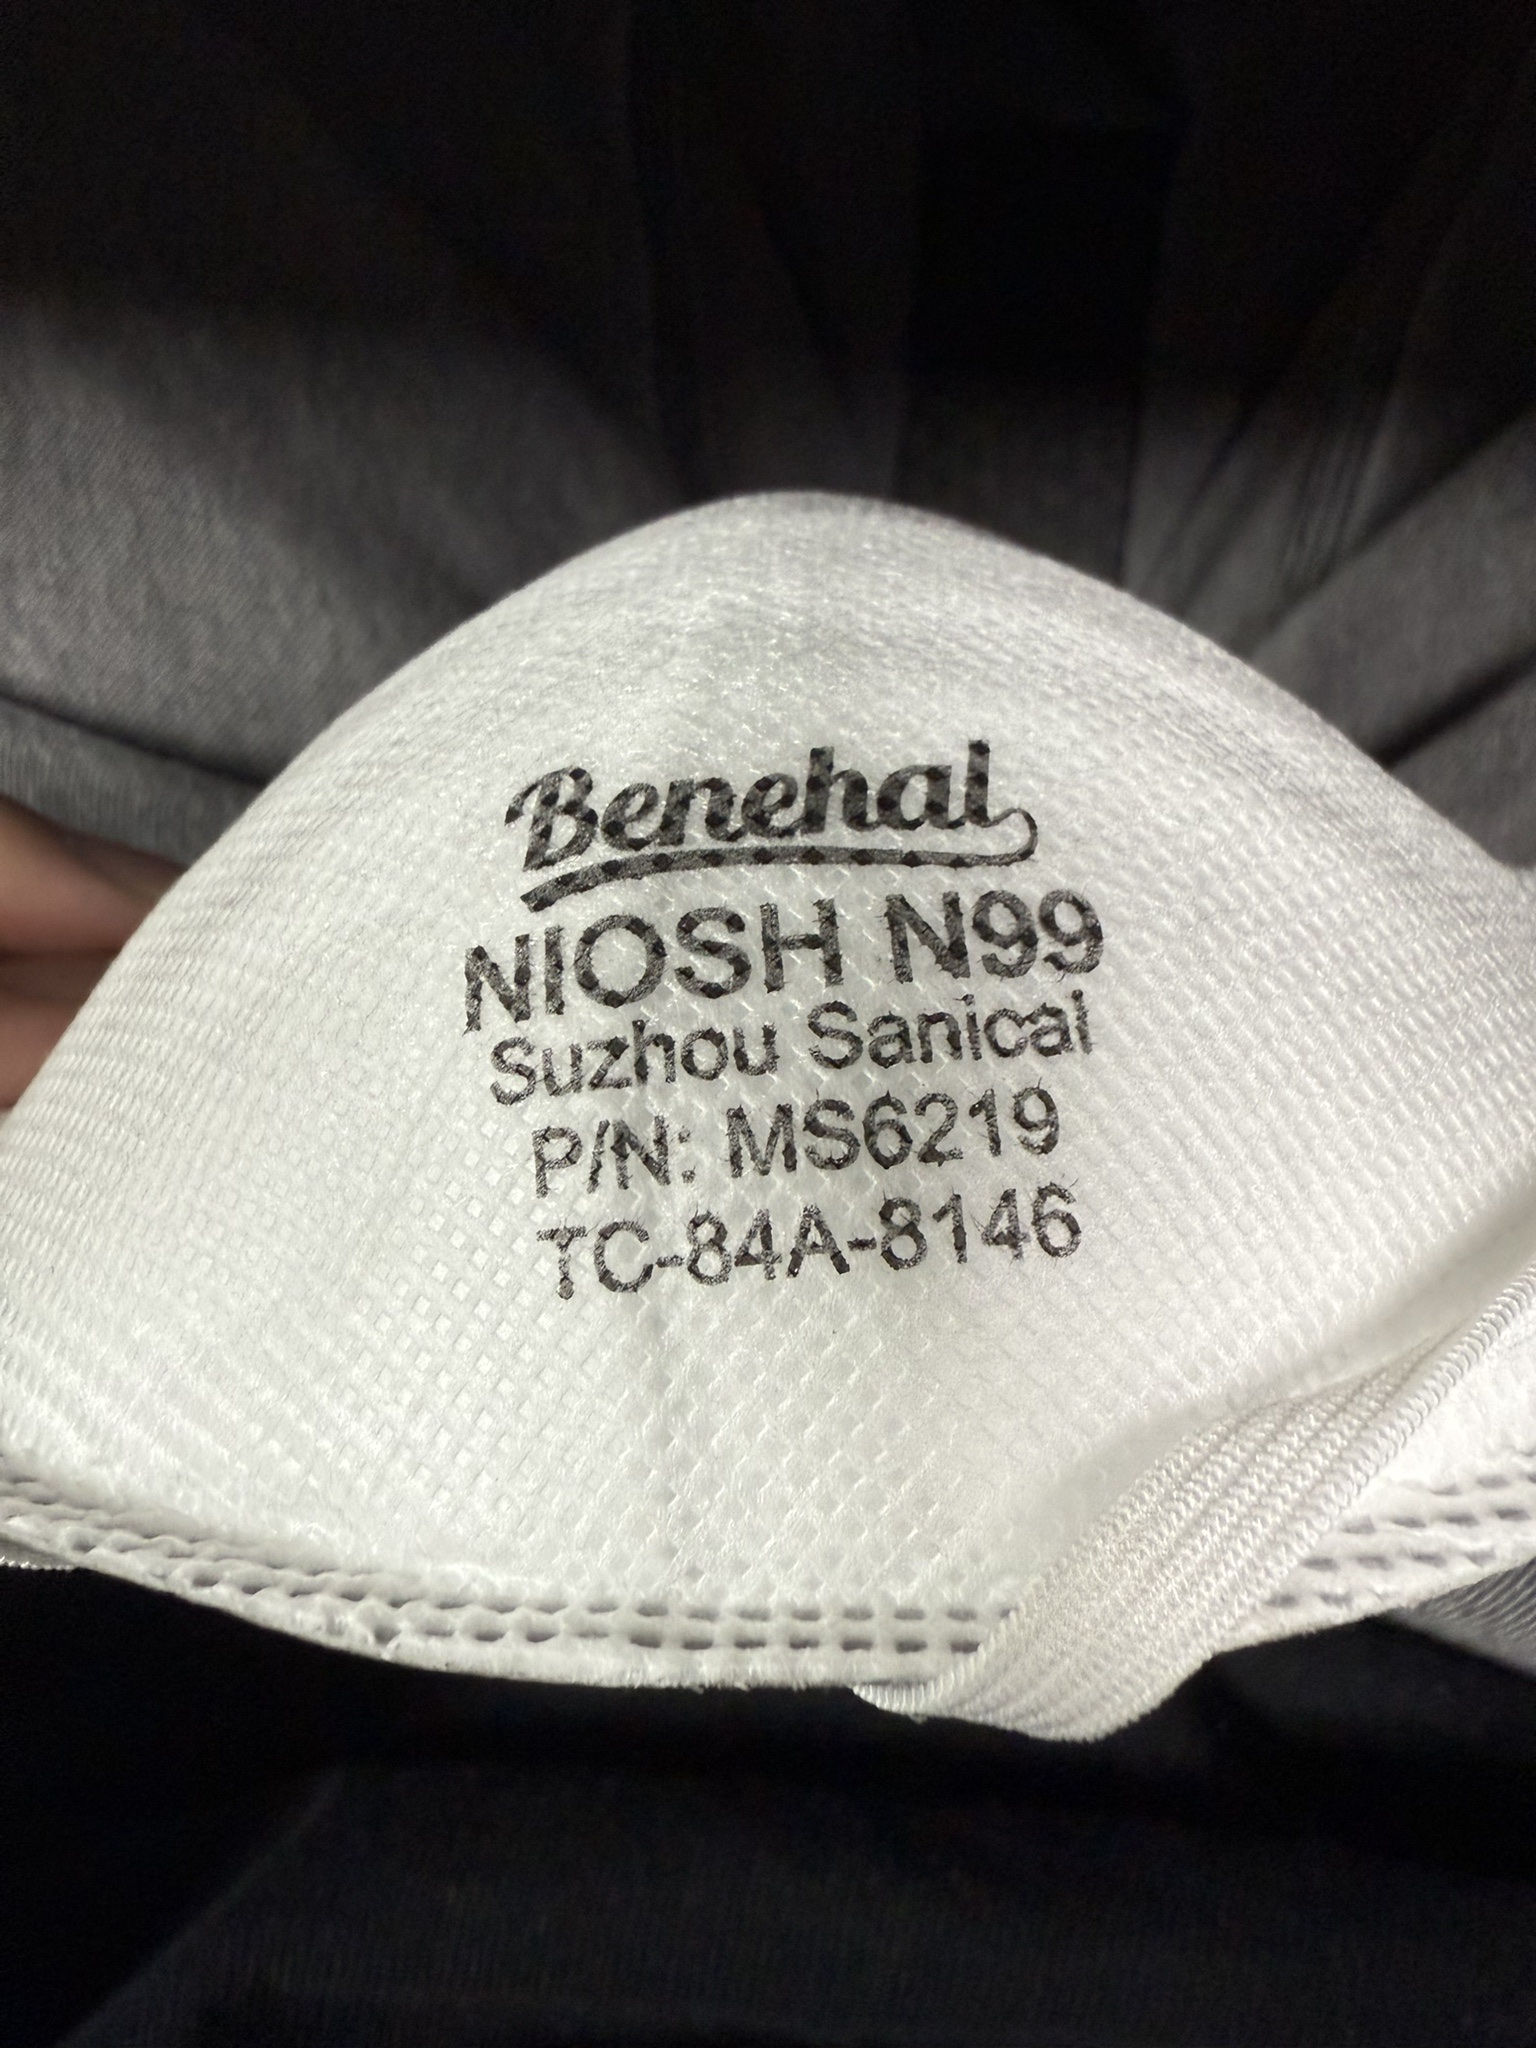 Benehal
NIOSH N99
Suzhou Sanical
P/N: MS6219
TC-84A-8146